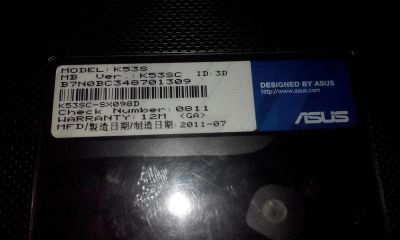 MODEL: K53S
MB Ver.: K53SC ID:3D
B7N0BC348701309
K53SC-SX098D
Check Number:0811
WARRANTY: 12M <GA>
MFD/製造日期/制造日期: 2011-07
DESIGNED BY ASUS
www.asus.com
ASUS